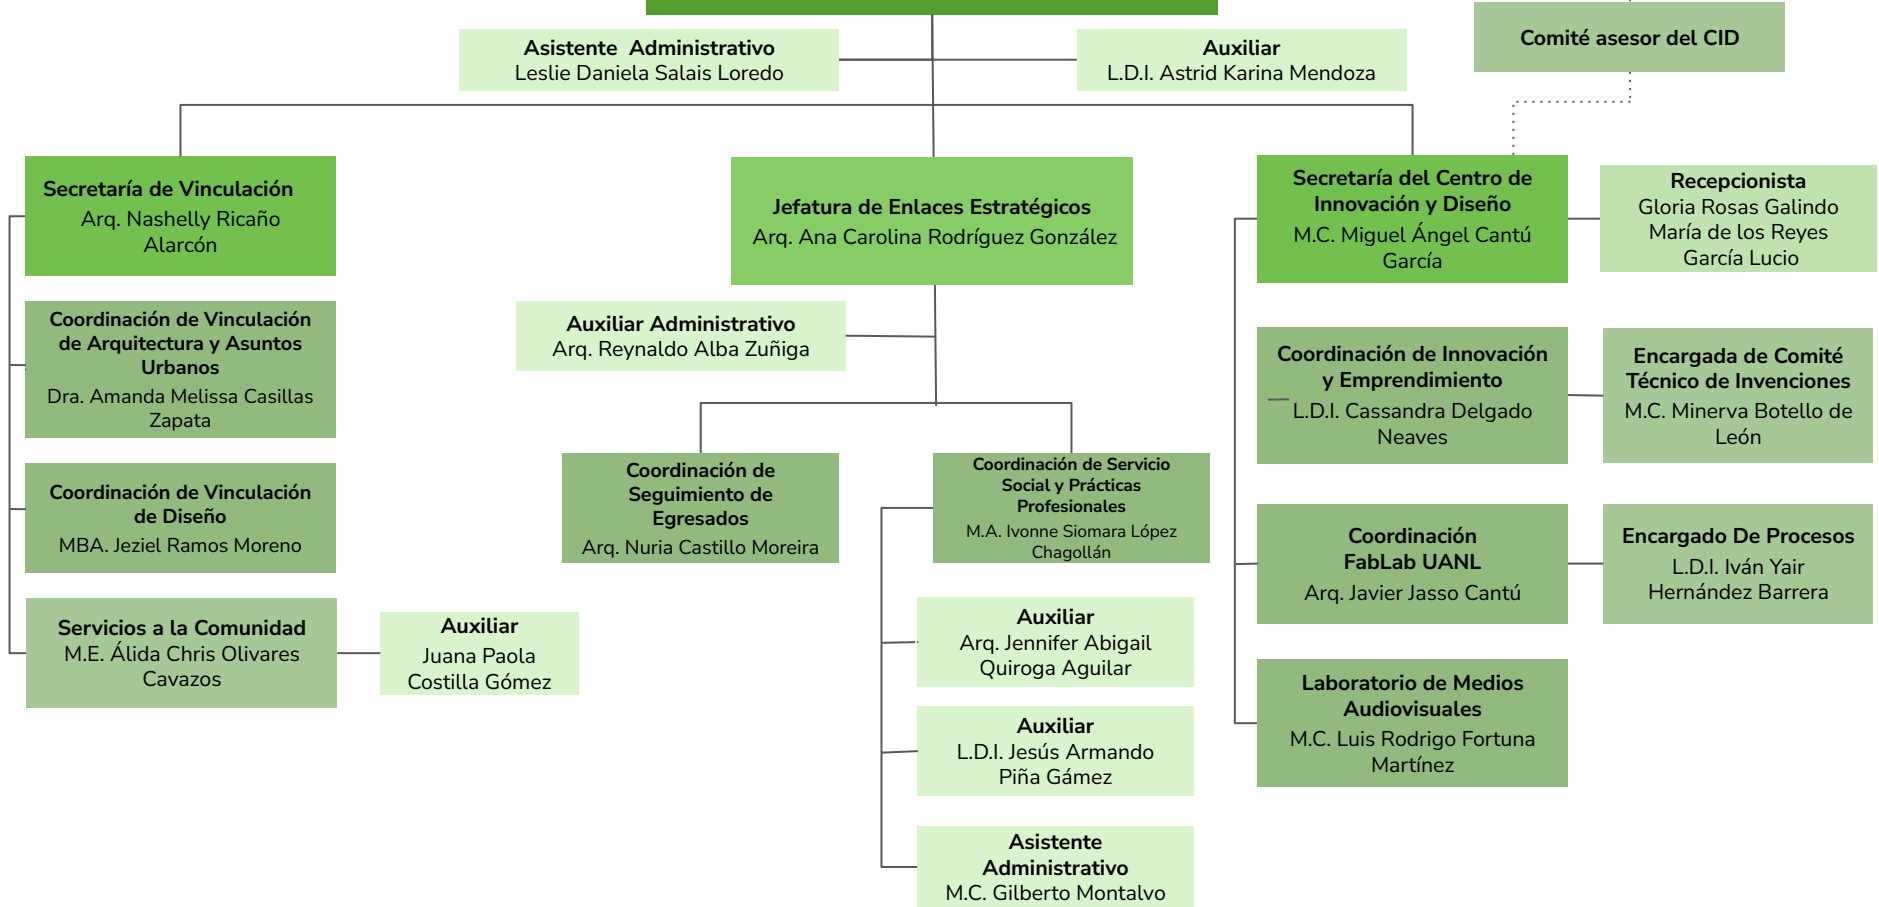 Asistente  Administrativo
Leslie Daniela Salais Loredo
Auxiliar
L.D.I. Astrid Karina Mendoza
Comité asesor del CID
Secretaría de Vinculación
Arq. Nashelly Ricaño
Alarcón
Jefatura de Enlaces Estratégicos
Arq. Ana Carolina Rodríguez González
Secretaría del Centro de
Innovación y Diseño
M.C. Miguel Ángel Cantú
García
Recepcionista
Gloria Rosas Galindo
María de los Reyes
García Lucio
Coordinación de Vinculación
de Arquitectura y Asuntos
Urbanos
Dra. Amanda Melissa Casillas
Zapata
Auxiliar Administrativo
Arq. Reynaldo Alba Zuñiga
Coordinación de Innovación
y Emprendimiento
L.D.I. Cassandra Delgado
Neaves
Encargada de Comité
Técnico de Invenciones
M.C. Minerva Botello de
León
Coordinación de Vinculación
de Diseño
MBA. Jeziel Ramos Moreno
Coordinación de
Seguimiento de
Egresados
Arq. Nuria Castillo Moreira
Coordinación de Servicio
Social y Prácticas
Profesionales
M.A. Ivonne Siomara López
Chagollán
Coordinación
FabLab UANL
Arq. Javier Jasso Cantú
Encargado De Procesos
L.D.I. Iván Yair
Hernández Barrera
Servicios a la Comunidad
M.E. Álida Chris Olivares
Cavazos
Auxiliar
Juana Paola
Costilla Gómez
Auxiliar
Arq. Jennifer Abigail
Quiroga Aguilar
Laboratorio de Medios
Audiovisuales
M.C. Luis Rodrigo Fortuna
Martínez
Auxiliar
L.D.I. Jesús Armando
Piña Gámez
Asistente
Administrativo
M.C. Gilberto Montalvo